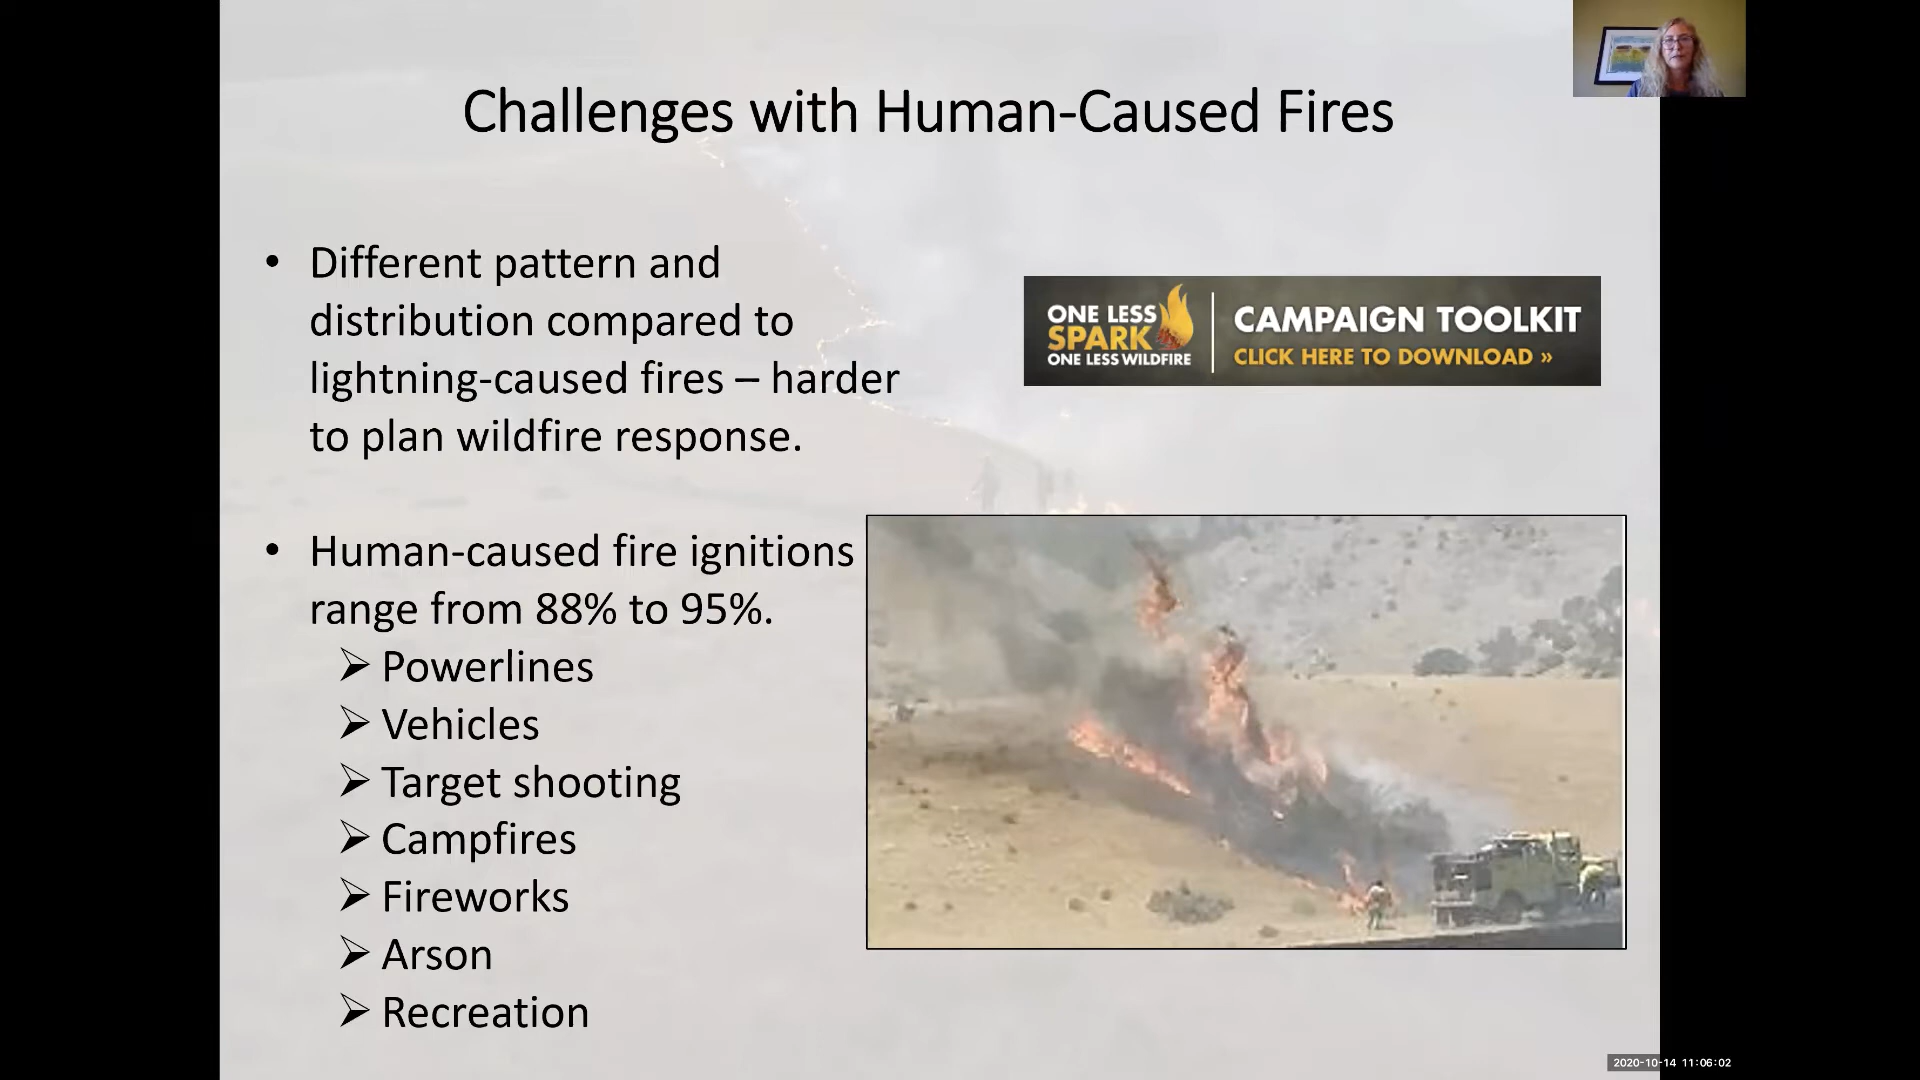 Challenges with Human-Caused Fires
• Different pattern and
distribution compared to
lightning-caused fires – harder
to plan wildfire response.
• Human-caused fire ignitions
range from 88% to 95%.
➢ Powerlines
➢ Vehicles
➢ Target shooting
➢ Campfires
➢ Fireworks
➢ Arson
➢ Recreation
ONE LESS
SPARK
ONE LESS WILDFIRE
CAMPAIGN TOOLKIT
CLICK HERE TO DOWNLOAD »
2020-10-14 11:06:02